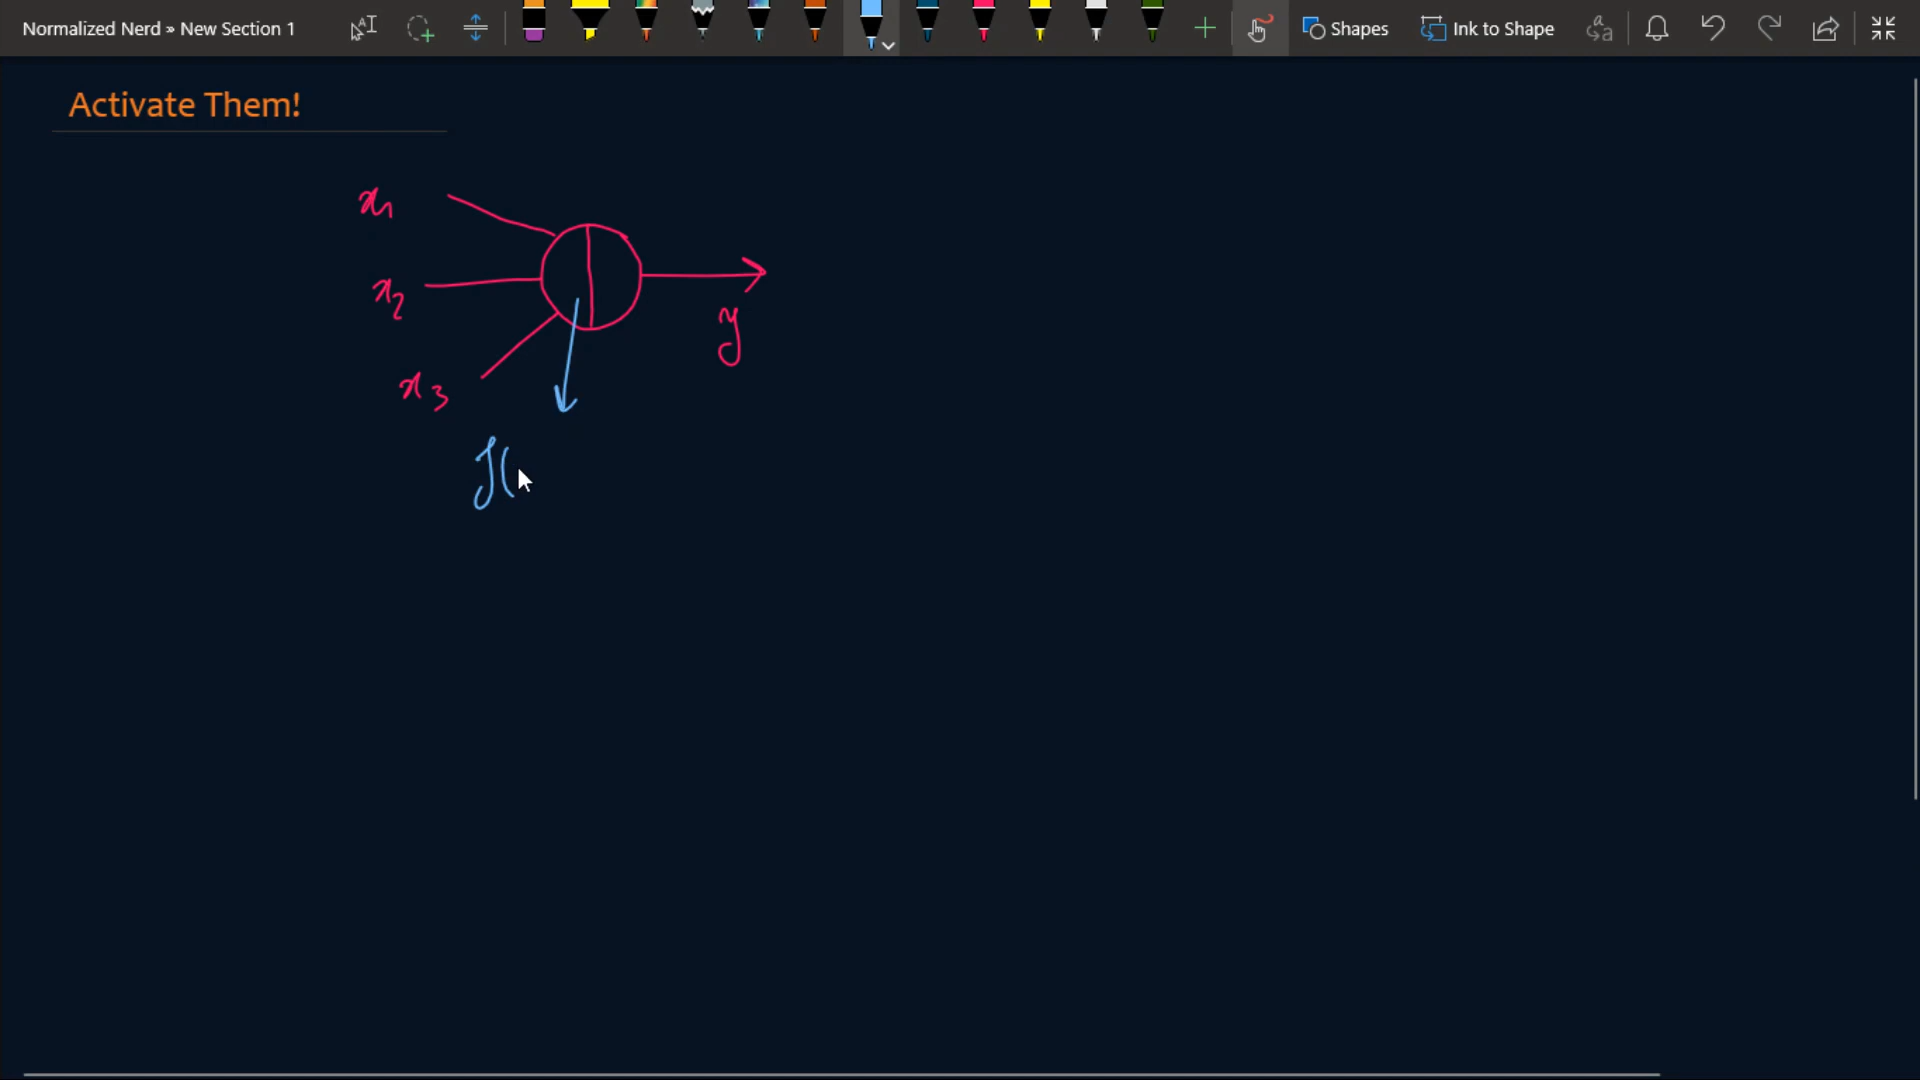 Normalized Nerd » New Section 1
Shapes
Ink to Shape
Activate Them!
x1
x2
x3
y
f(